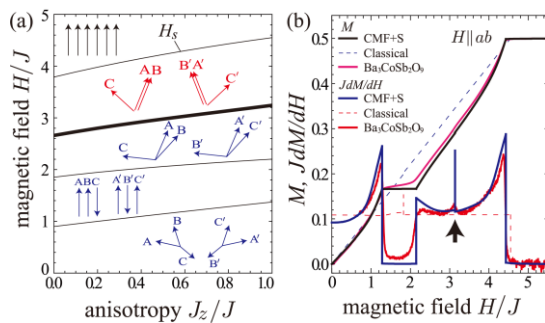 (a)
H_s
C AB B'A' C'
A B B' A' C'
C
ABC A'B'C'
B C'
A A'
C B'
magnetic field H/J
5
4
3
2
1
0
0.0 0.2 0.4 0.6 0.8 1.0
anisotropy J_z/J
(b)
M
CMF+S
Classical
Ba₃CoSb₂O₉
JdM/dH
CMF+S
Classical
Ba₃CoSb₂O₉
H||ab
M, JdM/dH
0.5
0.4
0.3
0.2
0.1
0
0 1 2 3 4 5
magnetic field H/J